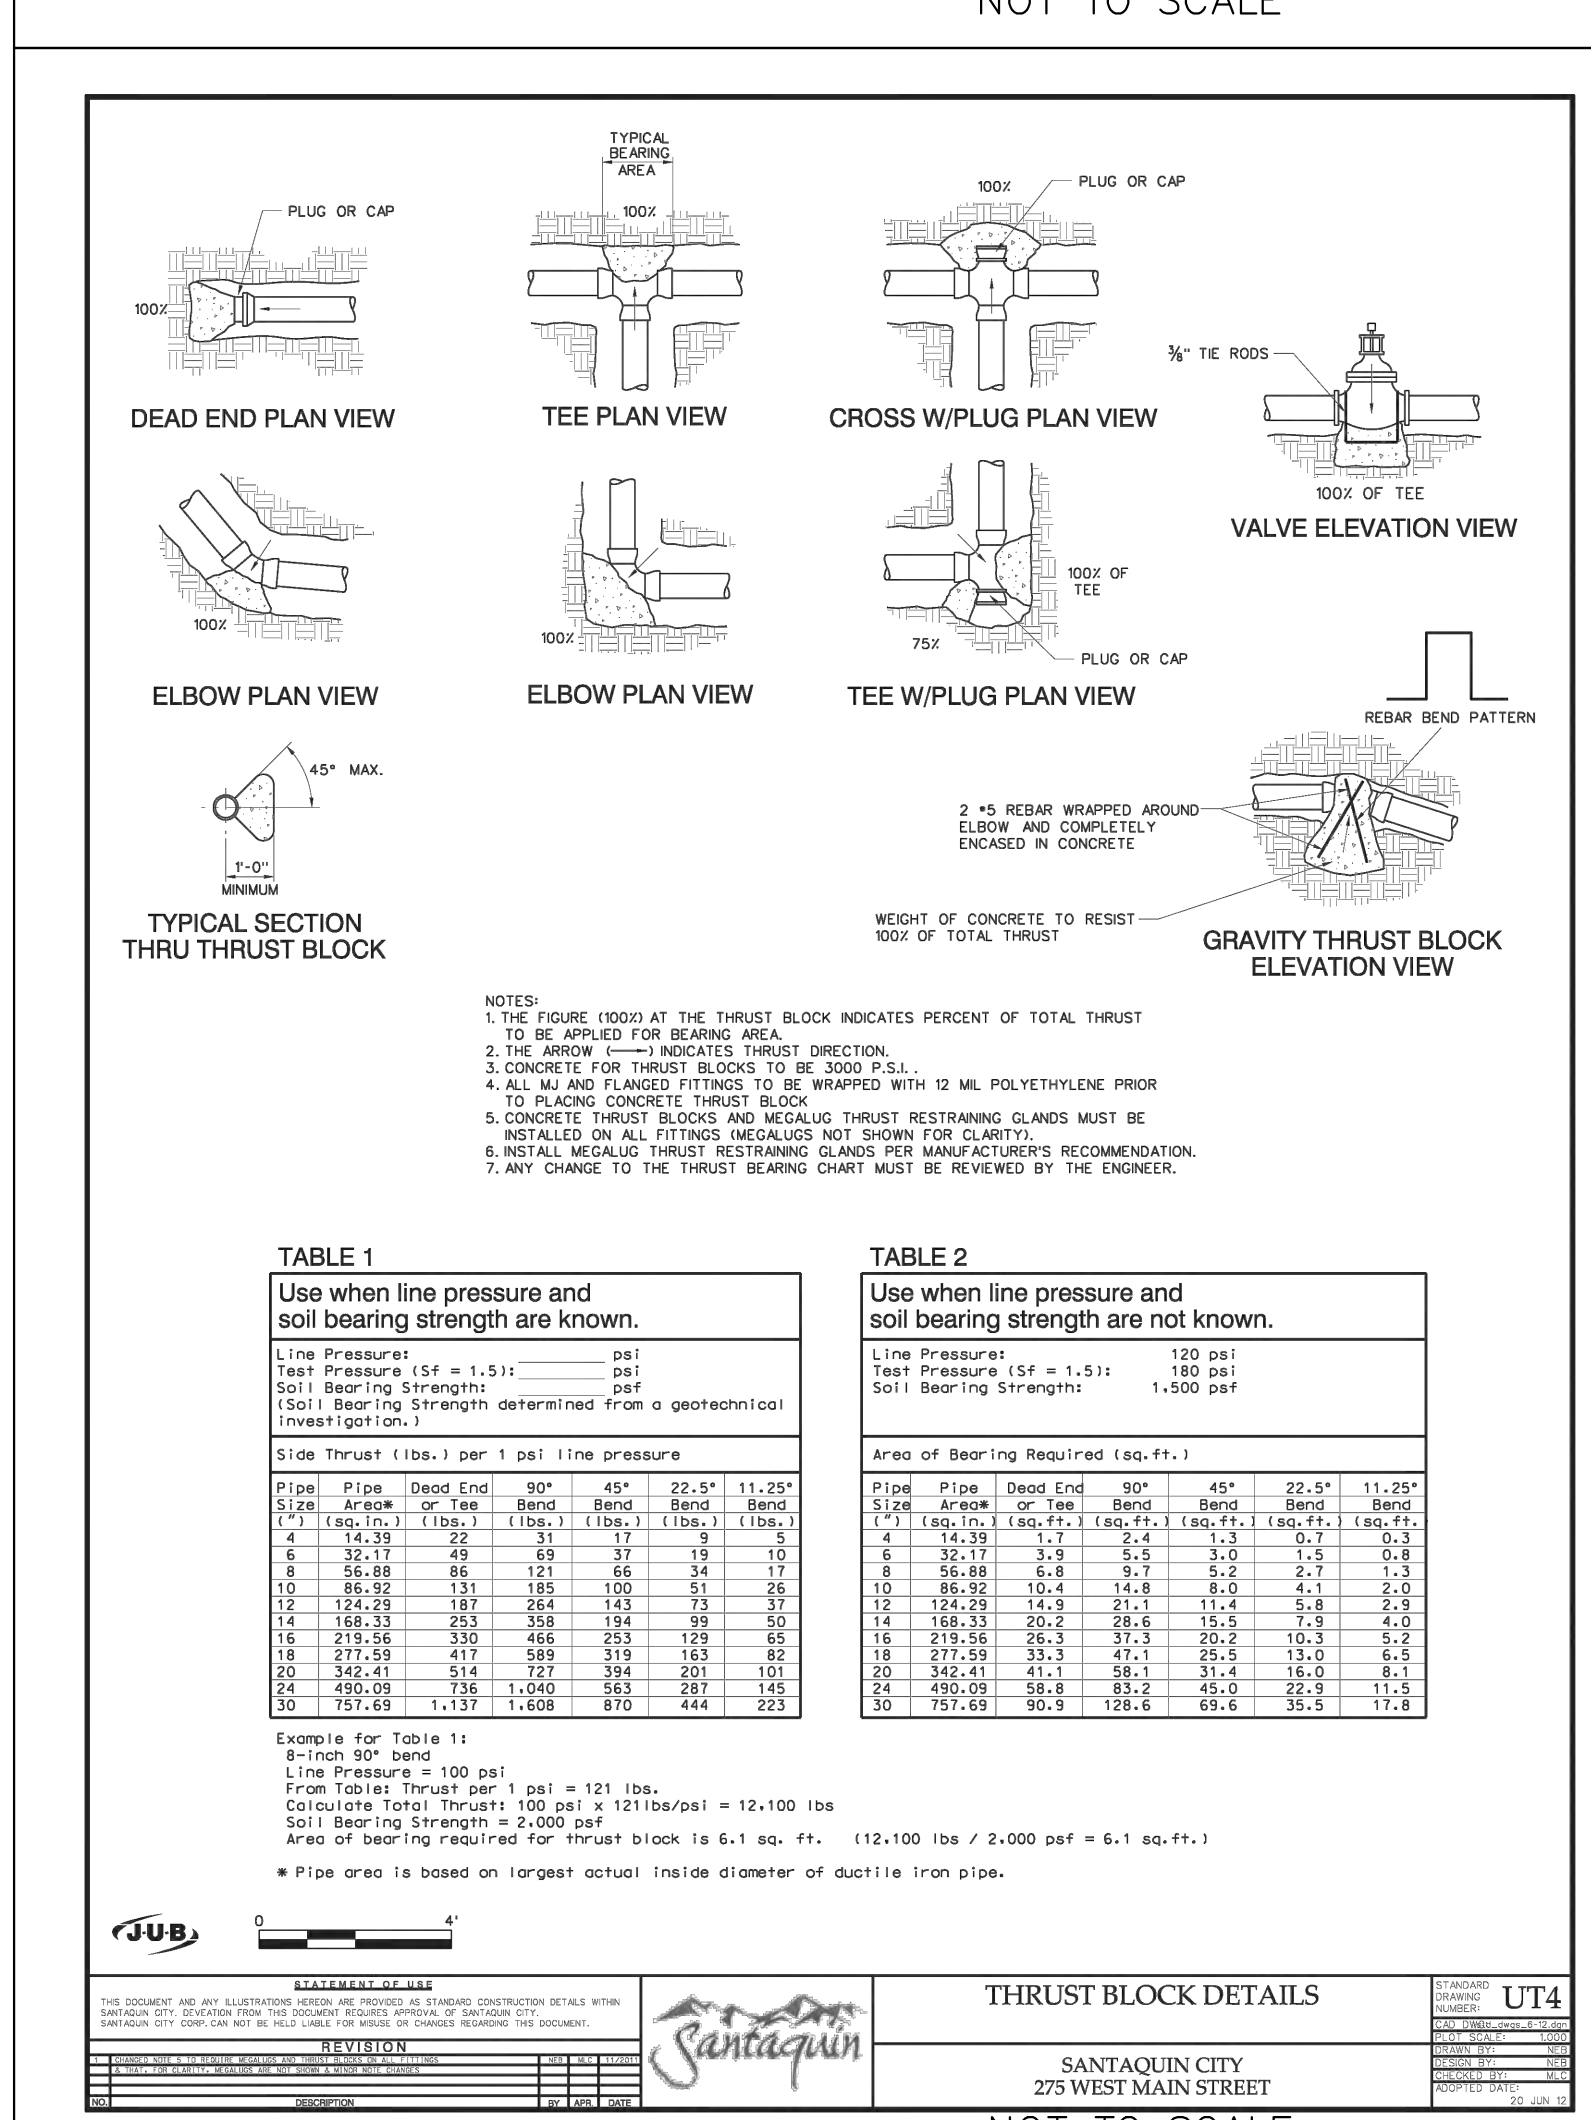 NOT TO SCALE
TYPICAL
BEARING
AREA
100%
PLUG OR CAP
100%
DEAD END PLAN VIEW
TEE PLAN VIEW
100%
PLUG OR CAP
CROSS W/PLUG PLAN VIEW
3/8" TIE RODS
100% OF TEE
VALVE ELEVATION VIEW
100%
ELBOW PLAN VIEW
100%
ELBOW PLAN VIEW
100% OF
TEE
75%
PLUG OR CAP
TEE W/PLUG PLAN VIEW
REBAR BEND PATTERN
45° MAX.
1'-0"
MINIMUM
TYPICAL SECTION
THRU THRUST BLOCK
2 #5 REBAR WRAPPED AROUND
ELBOW AND COMPLETELY
ENCASED IN CONCRETE
WEIGHT OF CONCRETE TO RESIST
100% OF TOTAL THRUST
GRAVITY THRUST BLOCK
ELEVATION VIEW
NOTES:
1. THE FIGURE (100%) AT THE THRUST BLOCK INDICATES PERCENT OF TOTAL THRUST
TO BE APPLIED FOR BEARING AREA.
2. THE ARROW (⟶) INDICATES THRUST DIRECTION.
3. CONCRETE FOR THRUST BLOCKS TO BE 3000 P.S.I. .
4. ALL MJ AND FLANGED FITTINGS TO BE WRAPPED WITH 12 MIL POLYETHYLENE PRIOR
TO PLACING CONCRETE THRUST BLOCK
5. CONCRETE THRUST BLOCKS AND MEGALUG THRUST RESTRAINING GLANDS MUST BE
INSTALLED ON ALL FITTINGS (MEGALUGS NOT SHOWN FOR CLARITY).
6. INSTALL MEGALUG THRUST RESTRAINING GLANDS PER MANUFACTURER'S RECOMMENDATION.
7. ANY CHANGE TO THE THRUST BEARING CHART MUST BE REVIEWED BY THE ENGINEER.
TABLE 1
Use when line pressure and
soil bearing strength are known.
Line Pressure: _________ psi
Test Pressure (Sf = 1.5): _________ psi
Soil Bearing Strength: _________ psf
(Soil Bearing Strength determined from a geotechnical
investigation.)
Side Thrust (lbs.) per 1 psi line pressure
Pipe Pipe Dead End 90° 45° 22.5° 11.25°
Size Area* or Tee Bend Bend Bend Bend
(") (sq.in.) (lbs.) (lbs.) (lbs.) (lbs.) (lbs.)
4 14.39 22 31 17 9 5
6 32.17 49 69 37 19 10
8 56.88 86 121 66 34 17
10 86.92 131 185 100 51 26
12 124.29 187 264 143 73 37
14 168.33 253 358 194 99 50
16 219.56 330 466 253 129 65
18 277.59 417 589 319 163 82
20 342.41 514 727 394 201 101
24 490.09 736 1,040 563 287 145
30 757.69 1,137 1,608 870 444 223
TABLE 2
Use when line pressure and
soil bearing strength are not known.
Line Pressure: 120 psi
Test Pressure (Sf = 1.5): 180 psi
Soil Bearing Strength: 1,500 psf
Area of Bearing Required (sq.ft.)
Pipe Pipe Dead End 90° 45° 22.5° 11.25°
Size Area* or Tee Bend Bend Bend Bend
(") (sq.in.) (sq.ft.) (sq.ft.) (sq.ft.) (sq.ft.) (sq.ft.
4 14.39 1.7 2.4 1.3 0.7 0.3
6 32.17 3.9 5.5 3.0 1.5 0.8
8 56.88 6.8 9.7 5.2 2.7 1.3
10 86.92 10.4 14.8 8.0 4.1 2.0
12 124.29 14.9 21.1 11.4 5.8 2.9
14 168.33 20.2 28.6 15.5 7.9 4.0
16 219.56 26.3 37.3 20.2 10.3 5.2
18 277.59 33.3 47.1 25.5 13.0 6.5
20 342.41 41.1 58.1 31.4 16.0 8.1
24 490.09 58.8 83.2 45.0 22.9 11.5
30 757.69 90.9 128.6 69.6 35.5 17.8
Example for Table 1:
8-inch 90° bend
Line Pressure = 100 psi
From Table: Thrust per 1 psi = 121 lbs.
Calculate Total Thrust: 100 psi x 121lbs/psi = 12,100 lbs
Soil Bearing Strength = 2,000 psf
Area of bearing required for thrust block is 6.1 sq. ft. (12,100 lbs / 2,000 psf = 6.1 sq.ft.)
* Pipe area is based on largest actual inside diameter of ductile iron pipe.
J·U·B
0 4'
STATEMENT OF USE
THIS DOCUMENT AND ANY ILLUSTRATIONS HEREON ARE PROVIDED AS STANDARD CONSTRUCTION DETAILS WITHIN
SANTAQUIN CITY. DEVEATION FROM THIS DOCUMENT REQUIRES APPROVAL OF SANTAQUIN CITY.
SANTAQUIN CITY CORP. CAN NOT BE HELD LIABLE FOR MISUSE OR CHANGES REGARDING THIS DOCUMENT.
REVISION
1 CHANGED NOTE 5 TO REQUIRE MEGALUGS AND THRUST BLOCKS ON ALL FITTINGS NEB MLC 11/2011
& THAT, FOR CLARITY, MEGALUGS ARE NOT SHOWN & MINOR NOTE CHANGES
NO. DESCRIPTION BY APR. DATE
Santaquin
THRUST BLOCK DETAILS
SANTAQUIN CITY
275 WEST MAIN STREET
STANDARD
DRAWING
NUMBER: UT4
PLOT SCALE: 1.000
DRAWN BY: NEB
DESIGN BY: NEB
CHECKED BY: MLC
ADOPTED DATE:
20 JUN 12
NOT TO SCALE